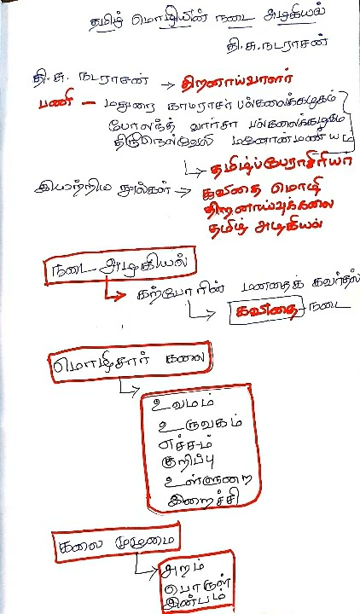 தமிழ் மொழியின் நடை அழகியல்
தி.சு.நடராசன்
தி.சு. நடராசன் → திறனாய்வாளர்
பணி – மதுரை காமராசர் பல்கலைக்கழகம்
போலந்து வார்சா பல்கலைக்கழகம்
திருநெல்வேலி மனோன்மணிய
தமிழ்ப்பேராசிரியர்
இயற்றிய நூல்கள் → கவிதை மொழி
திறனாய்வுக்கலை
தமிழ் அழகியல்
நடை அழகியல்
கற்போரின் மனதைக் கவர்தல்
கவிதை நடை
மொழிசார் கலை
உவமம்
உருவகம்
எச்சம்
குறிப்பு
உள்ளுறை
இறைச்சி
கலை முழுமை
அறம்
பொருள்
இன்பம்